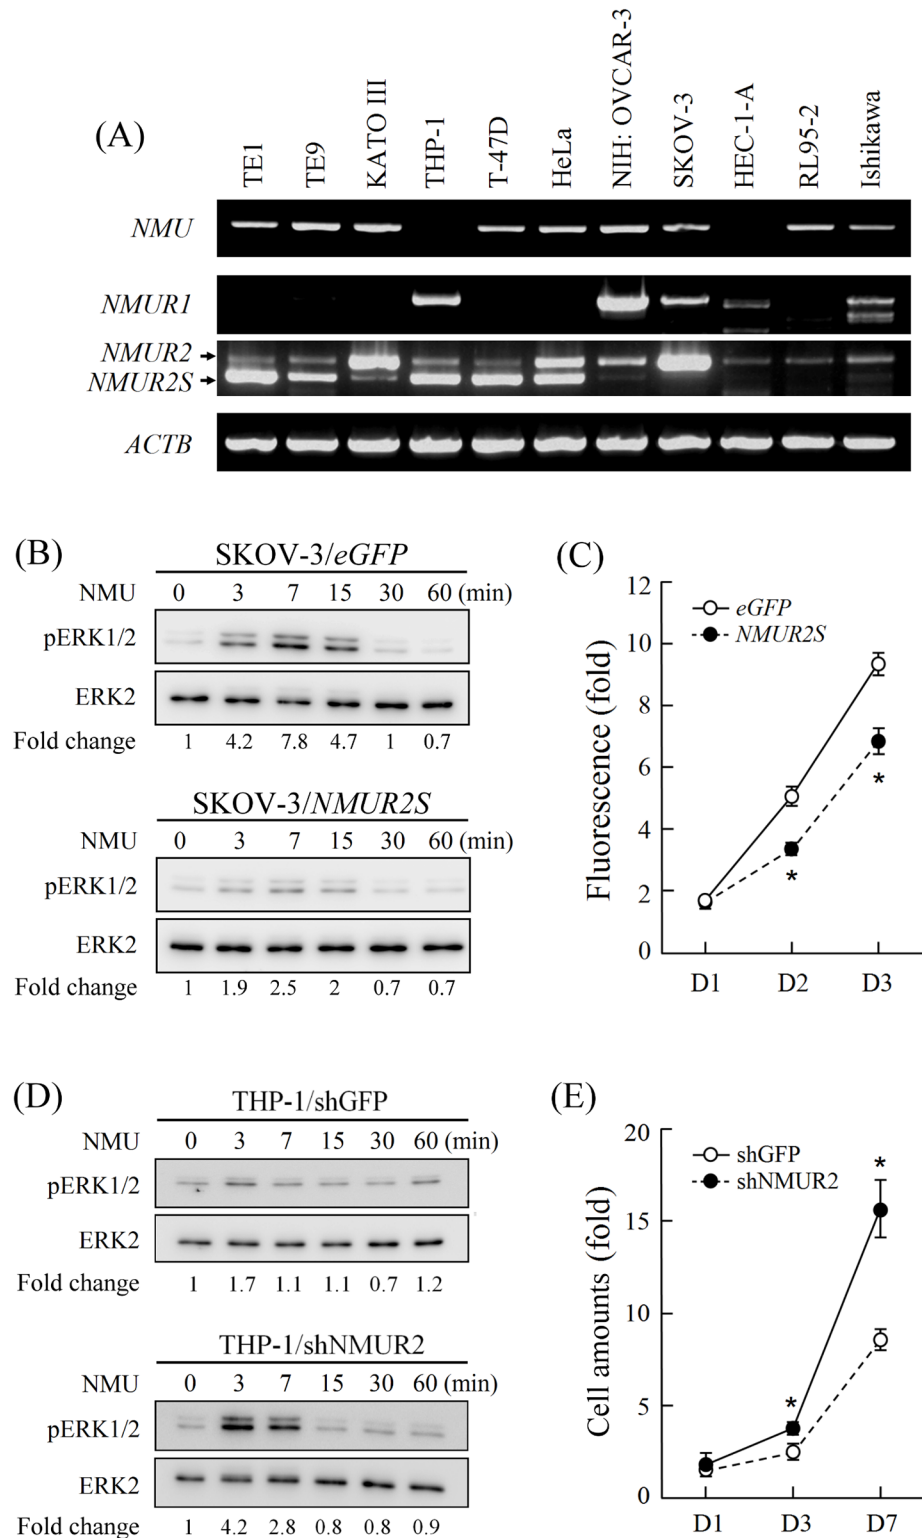 (A)
TE1 TE9 KATO III THP-1 T-47D HeLa NIH: OVCAR-3 SKOV-3 HEC-1-A RL95-2 Ishikawa
NMU
NMUR1
NMUR2
NMUR2S
ACTB
(B)
SKOV-3/eGFP
NMU 0 3 7 15 30 60 (min)
pERK1/2
ERK2
Fold change 1 4.2 7.8 4.7 1 0.7
SKOV-3/NMUR2S
NMU 0 3 7 15 30 60 (min)
pERK1/2
ERK2
Fold change 1 1.9 2.5 2 0.7 0.7
(C)
Fluorescence (fold)
12
10
8
6
4
2
0
eGFP
NMUR2S
*
*
D1 D2 D3
(D)
THP-1/shGFP
NMU 0 3 7 15 30 60 (min)
pERK1/2
ERK2
Fold change 1 1.7 1.1 1.1 0.7 1.2
THP-1/shNMUR2
NMU 0 3 7 15 30 60 (min)
pERK1/2
ERK2
Fold change 1 4.2 2.8 0.8 0.8 0.9
(E)
Cell amounts (fold)
20
15
10
5
0
shGFP
shNMUR2
*
*
D1 D3 D7